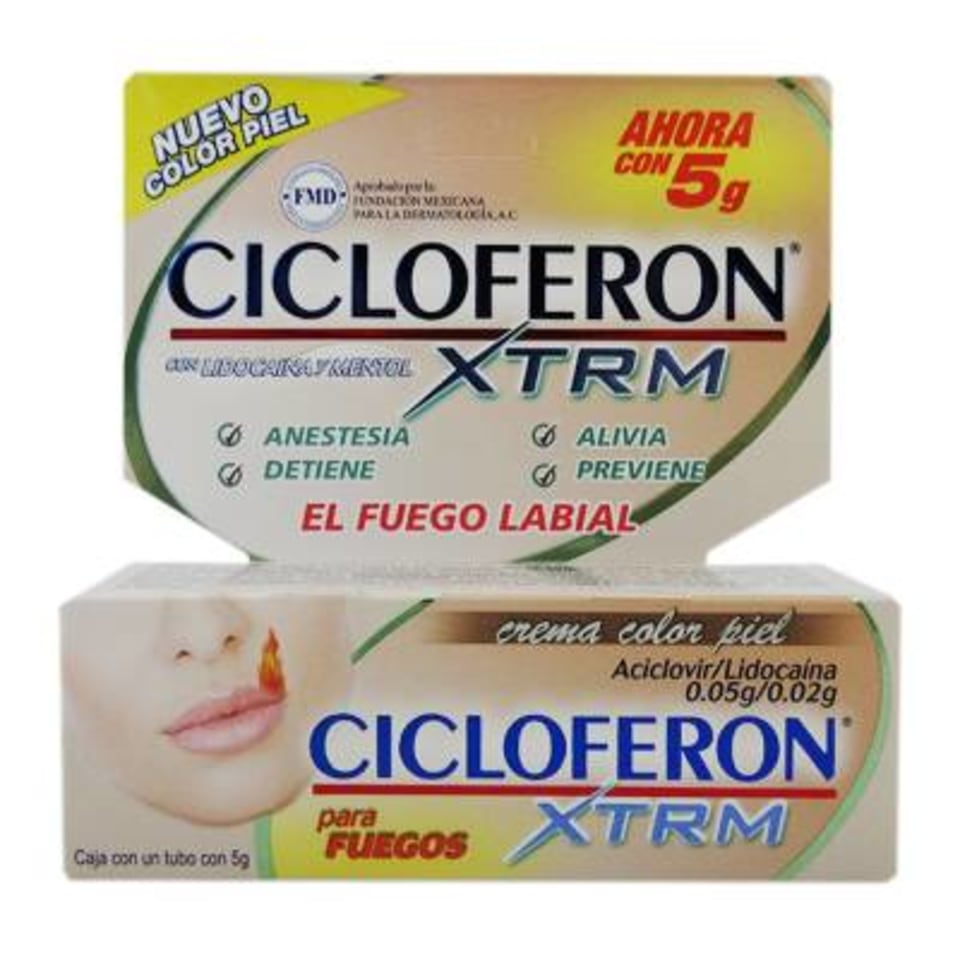 NUEVO
COLOR PIEL
AHORA
CON 5g
FMD
Aprobado por la:
FUNDACIÓN MEXICANA
PARA LA DERMATOLOGÍA, A.C.
CICLOFERON®
CON LIDOCAINA Y MENTOL
XTRM
ANESTESIA
ALIVIA
DETIENE
PREVIENE
EL FUEGO LABIAL
crema color piel
Aciclovir/Lidocaína
0.05g/0.02g
CICLOFERON®
XTRM
para
FUEGOS
Caja con un tubo con 5g